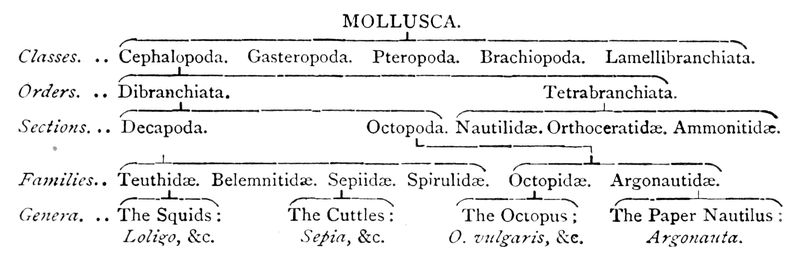 MOLLUSCA.
Classes. .. Cephalopoda. Gasteropoda. Pteropoda. Brachiopoda. Lamellibranchiata.
Orders. .. Dibranchiata. Tetrabranchiata.
Sections. .. Decapoda. Octopoda. Nautilidæ. Orthoceratidæ. Ammonitidæ.
Families.. Teuthidæ. Belemnitidæ. Sepiidæ. Spirulidæ. Octopidæ. Argonautidæ.
Genera. .. The Squids: The Cuttles: The Octopus; The Paper Nautilus:
Loligo, &c. Sepia, &c. O. vulgaris, &c. Argonauta.